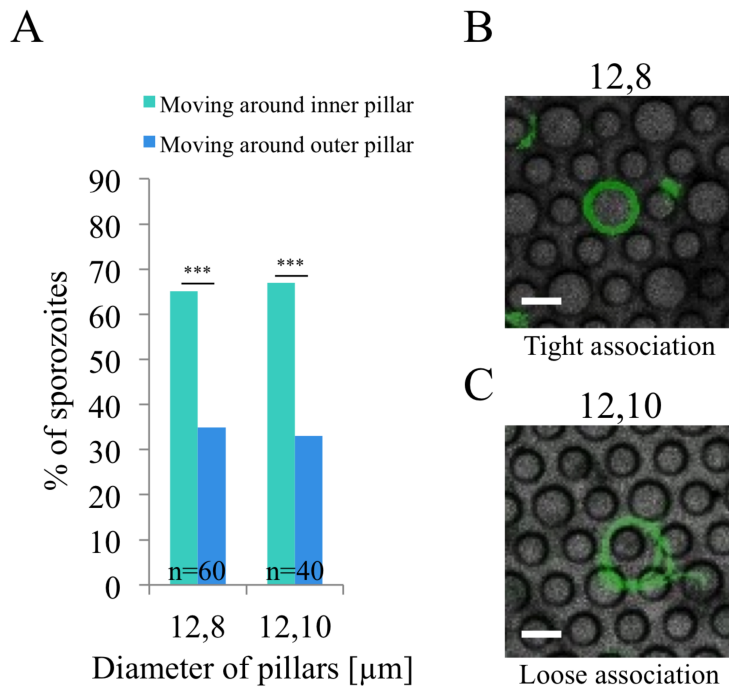 A
Moving around inner pillar
Moving around outer pillar
90
80
70
60
50
40
30
20
10
0
% of sporozoites
***
***
n=60
n=40
12,8
12,10
Diameter of pillars [µm]
B
12,8
Tight association
C
12,10
Loose association